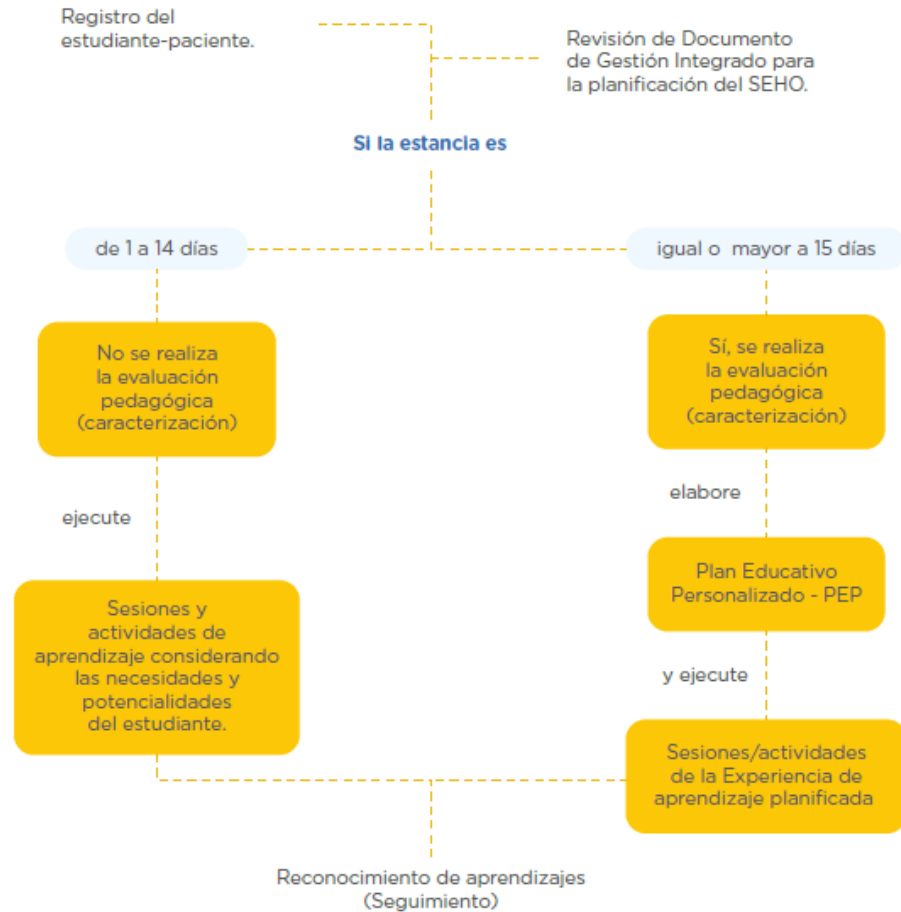 Registro del
estudiante-paciente.
Revisión de Documento
de Gestión Integrado para
la planificación del SEHO.
Si la estancia es
de 1 a 14 días
igual o mayor a 15 días
No se realiza
la evaluación
pedagógica
(caracterización)
Sí, se realiza
la evaluación
pedagógica
(caracterización)
ejecute
elabore
Sesiones y
actividades de
aprendizaje considerando
las necesidades y
potencialidades
del estudiante.
Plan Educativo
Personalizado - PEP
y ejecute
Sesiones/actividades
de la Experiencia de
aprendizaje planificada
Reconocimiento de aprendizajes
(Seguimiento)